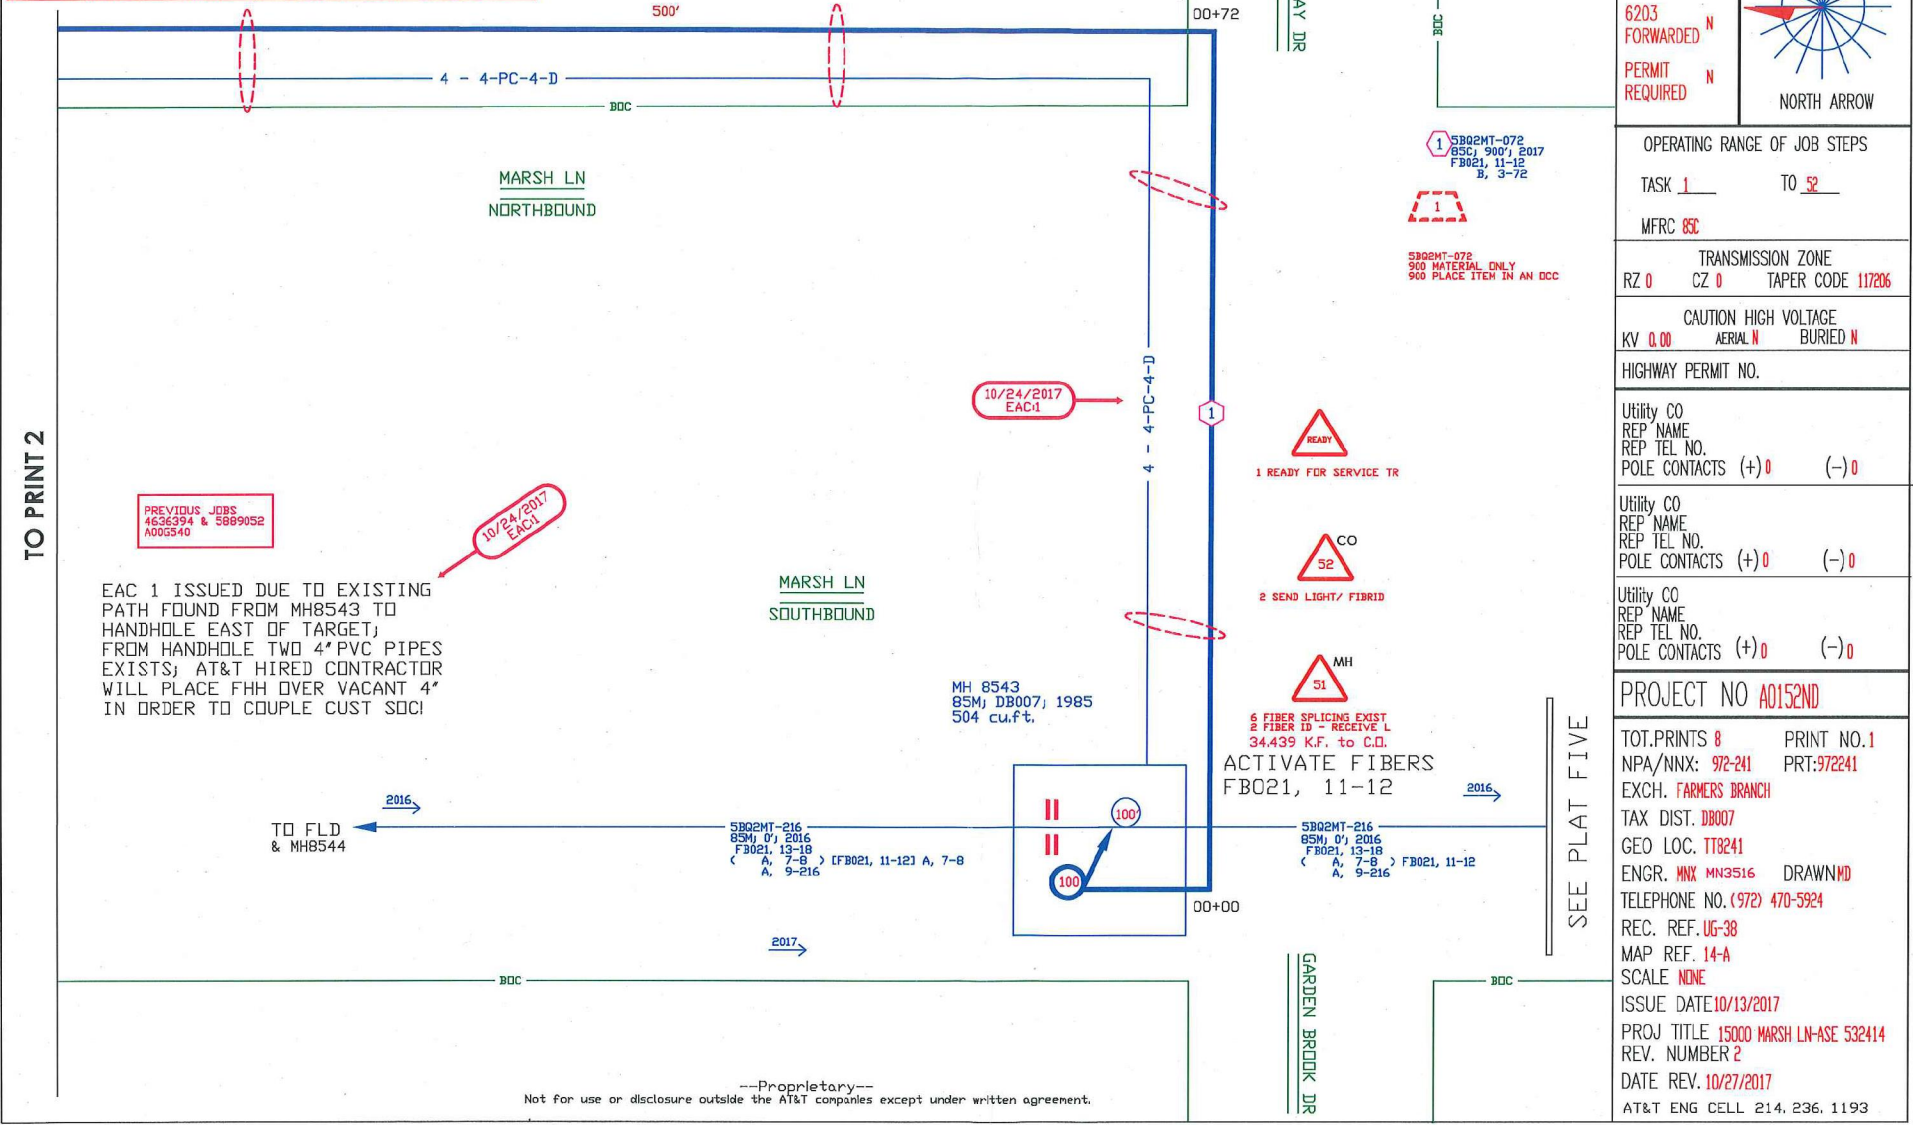 500'
00+72
AY DR
BOC
4 - 4-PC-4-D
BOC
MARSH LN
NORTHBOUND
1
5BQ2MT-072
85C; 900'; 2017
FB021, 11-12
B, 3-72
1
5BQ2MT-072
900 MATERIAL ONLY
900 PLACE ITEM IN AN OCC
10/24/2017
EAC:1
4 - 4-PC-4-D
1
READY
1 READY FOR SERVICE TR
TO PRINT 2
PREVIOUS JOBS
4636394 & 5889052
A00G540
10/24/2017
EAC:1
EAC 1 ISSUED DUE TO EXISTING
PATH FOUND FROM MH8543 TO
HANDHOLE EAST OF TARGET;
FROM HANDHOLE TWO 4" PVC PIPES
EXISTS; AT&T HIRED CONTRACTOR
WILL PLACE FHH OVER VACANT 4"
IN ORDER TO COUPLE CUST SOC!
MARSH LN
SOUTHBOUND
CO
52
2 SEND LIGHT/ FIBRID
MH
51
6 FIBER SPLICING EXIST
2 FIBER ID - RECEIVE L
34.439 K.F. to C.O.
ACTIVATE FIBERS
FBO21, 11-12
MH 8543
85M; DB007; 1985
504 cu.ft.
2016
TO FLD
& MH8544
5BQ2MT-216
85M; 0'; 2016
FB021, 13-18
( A, 7-8 ) [FB021, 11-12] A, 7-8
A, 9-216
100'
100
2016
5BQ2MT-216
85M; 0'; 2016
FB021, 13-18
( A, 7-8 ) FB021, 11-12
A, 9-216
SEE PLAT FIVE
00+00
2017
BOC
BOC
GARDEN BROOK DR
--Proprietary--
Not for use or disclosure outside the AT&T companies except under written agreement.
6203
FORWARDED N
PERMIT
REQUIRED N
NORTH ARROW
OPERATING RANGE OF JOB STEPS
TASK 1 TO 52
MFRC 85C
TRANSMISSION ZONE
RZ 0 CZ 0 TAPER CODE 117206
CAUTION HIGH VOLTAGE
KV 0.00 AERIAL N BURIED N
HIGHWAY PERMIT NO.
Utility CO
REP NAME
REP TEL NO.
POLE CONTACTS (+) 0 (-) 0
Utility CO
REP NAME
REP TEL NO.
POLE CONTACTS (+) 0 (-) 0
Utility CO
REP NAME
REP TEL NO.
POLE CONTACTS (+) 0 (-) 0
PROJECT NO A0152ND
TOT.PRINTS 8 PRINT NO.1
NPA/NNX: 972-241 PRT:972241
EXCH. FARMERS BRANCH
TAX DIST. DB007
GEO LOC. TT8241
ENGR. MNX MN3516 DRAWN MD
TELEPHONE NO. (972) 470-5924
REC. REF. UG-38
MAP REF. 14-A
SCALE NONE
ISSUE DATE 10/13/2017
PROJ TITLE 15000 MARSH LN-ASE 532414
REV. NUMBER 2
DATE REV. 10/27/2017
AT&T ENG CELL 214. 236. 1193